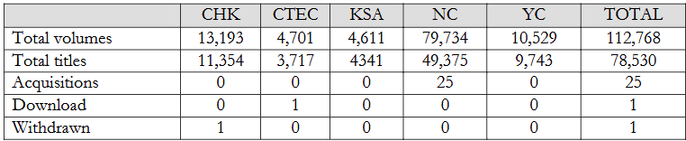 CHK CTEC KSA NC YC TOTAL
Total volumes 13,193 4,701 4,611 79,734 10,529 112,768
Total titles 11,354 3,717 4341 49,375 9,743 78,530
Acquisitions 0 0 0 25 0 25
Download 0 1 0 0 0 1
Withdrawn 1 0 0 0 0 1